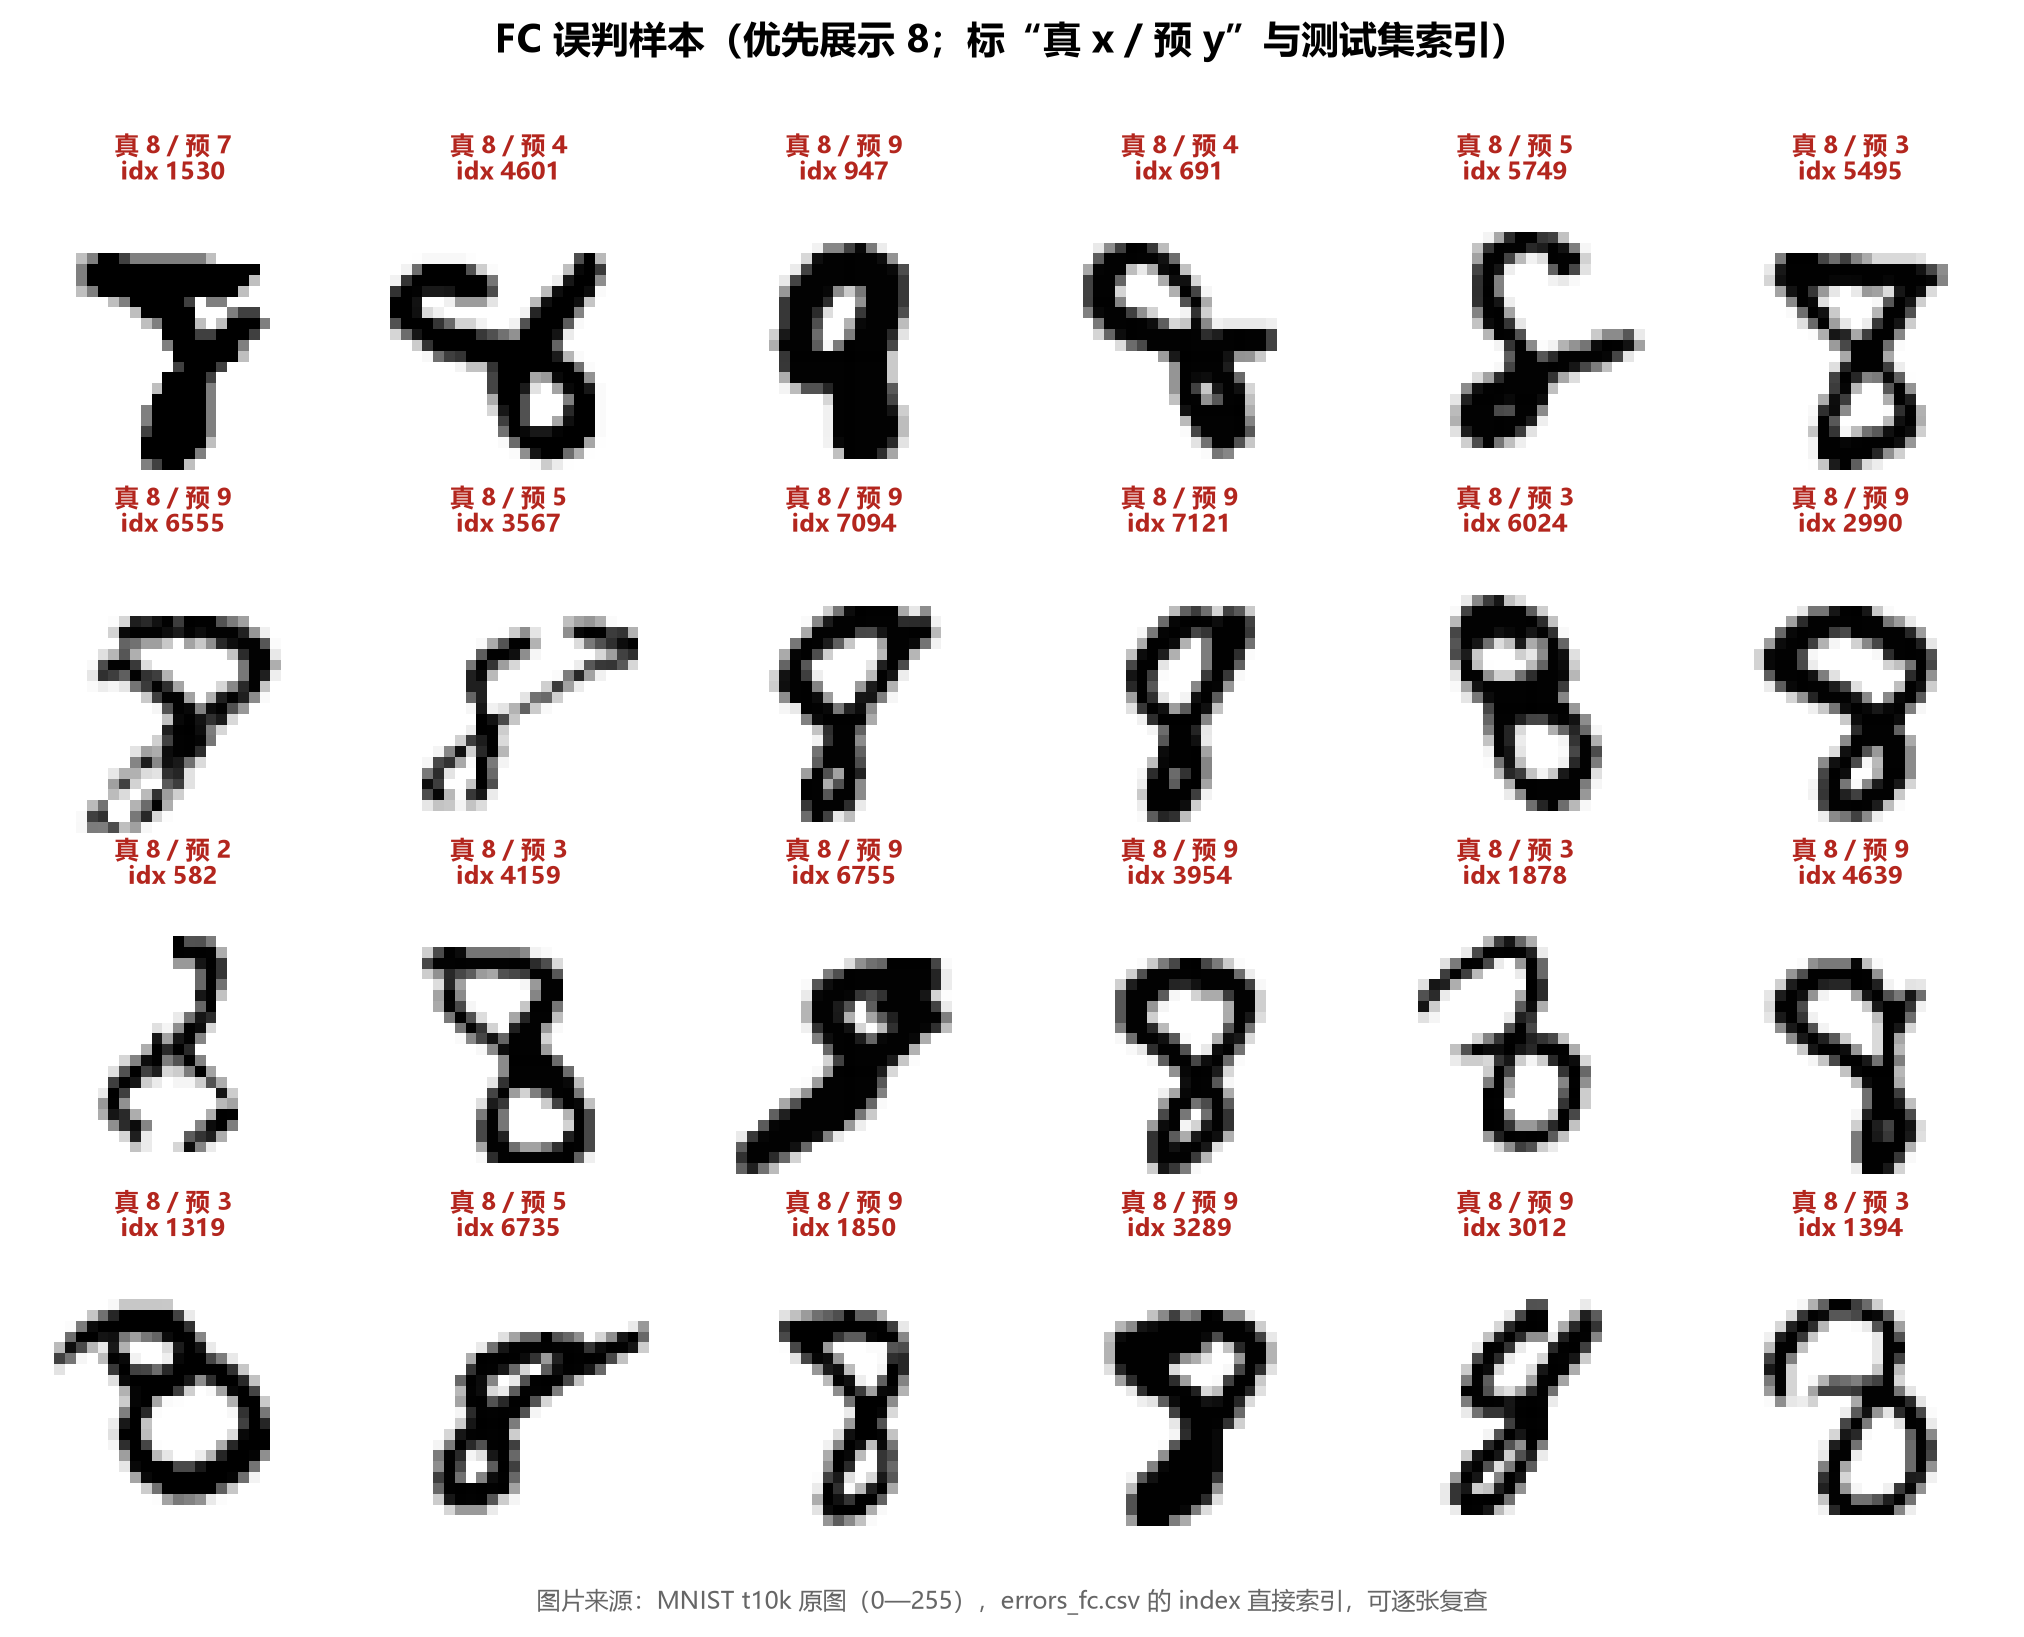 FC 误判样本（优先展示 8；标“真 x / 预 y”与测试集索引）
真 8 / 预 7
idx 1530
真 8 / 预 4
idx 4601
真 8 / 预 9
idx 947
真 8 / 预 4
idx 691
真 8 / 预 5
idx 5749
真 8 / 预 3
idx 5495
真 8 / 预 9
idx 6555
真 8 / 预 5
idx 3567
真 8 / 预 9
idx 7094
真 8 / 预 9
idx 7121
真 8 / 预 3
idx 6024
真 8 / 预 9
idx 2990
真 8 / 预 2
idx 582
真 8 / 预 3
idx 4159
真 8 / 预 9
idx 6755
真 8 / 预 9
idx 3954
真 8 / 预 3
idx 1878
真 8 / 预 9
idx 4639
真 8 / 预 3
idx 1319
真 8 / 预 5
idx 6735
真 8 / 预 9
idx 1850
真 8 / 预 9
idx 3289
真 8 / 预 9
idx 3012
真 8 / 预 3
idx 1394
图片来源：MNIST t10k 原图（0—255），errors_fc.csv 的 index 直接索引，可逐张复查